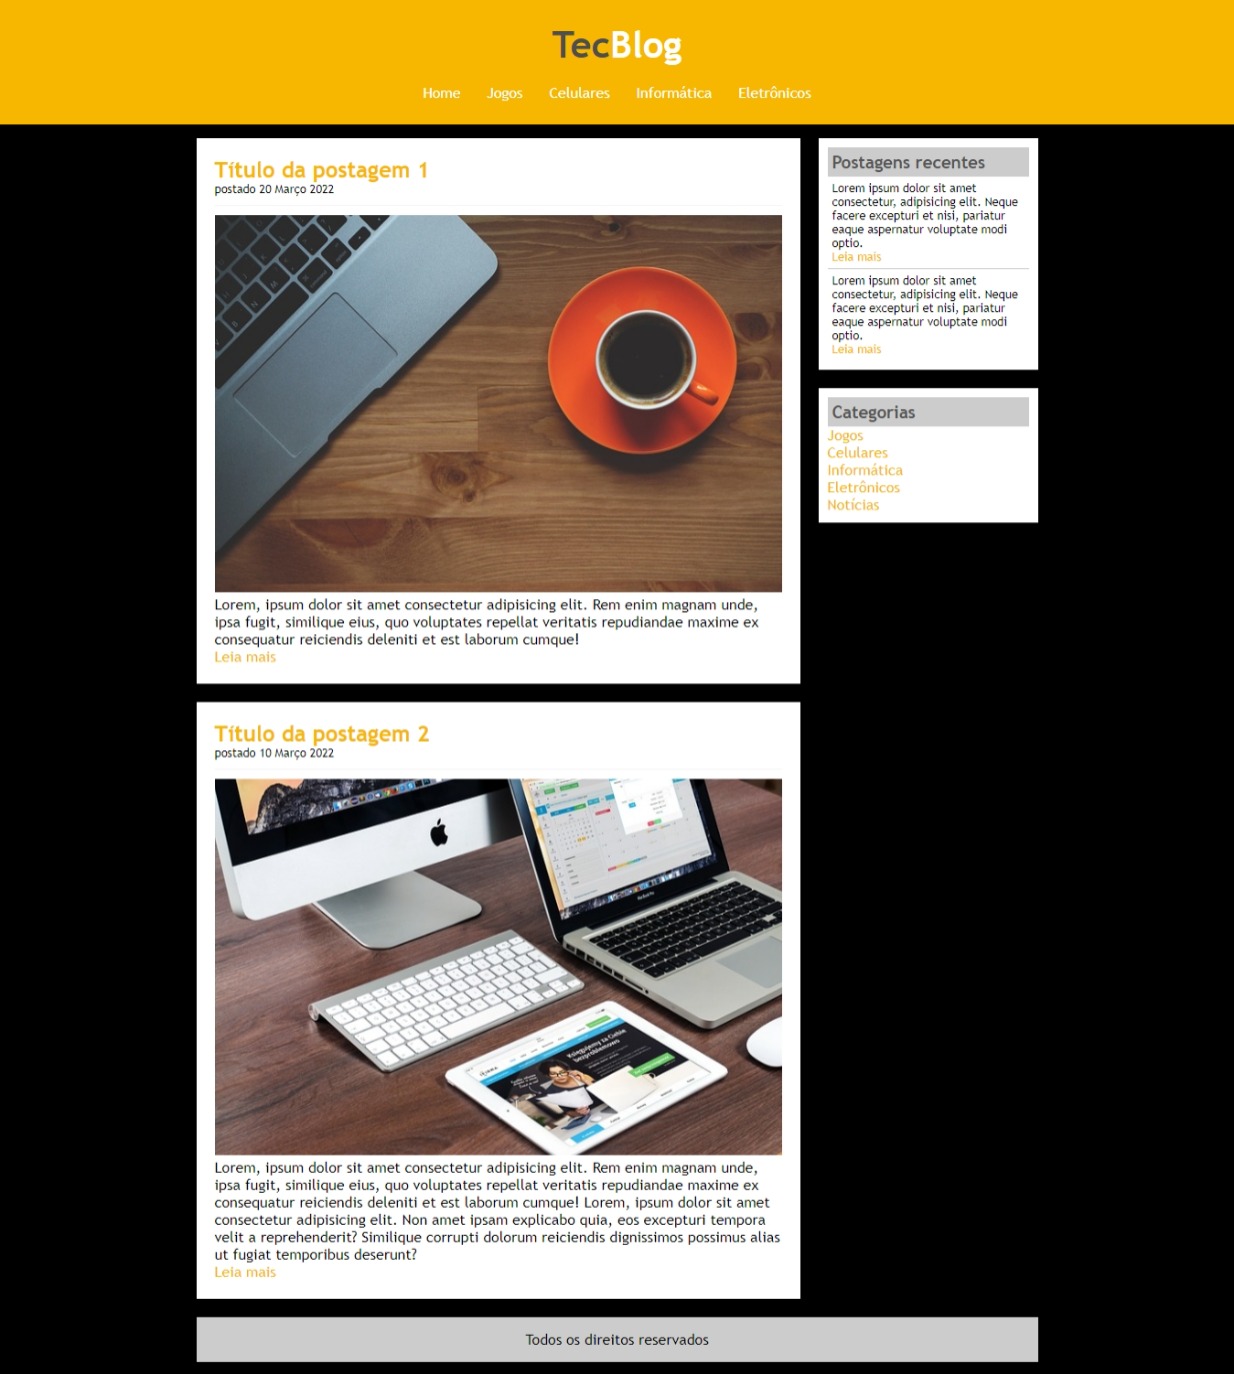 TecBlog
Home Jogos Celulares Informática Eletrônicos
Título da postagem 1
postado 20 Março 2022
Lorem, ipsum dolor sit amet consectetur adipisicing elit. Rem enim magnam unde,
ipsa fugit, similique eius, quo voluptates repellat veritatis repudiandae maxime ex
consequatur reiciendis deleniti et est laborum cumque!
Leia mais
Título da postagem 2
postado 10 Março 2022
Księgujemy za Ciebie
bezproblemowo
Lorem, ipsum dolor sit amet consectetur adipisicing elit. Rem enim magnam unde,
ipsa fugit, similique eius, quo voluptates repellat veritatis repudiandae maxime ex
consequatur reiciendis deleniti et est laborum cumque! Lorem, ipsum dolor sit amet
consectetur adipisicing elit. Non amet ipsam explicabo quia, eos excepturi tempora
velit a reprehenderit? Similique corrupti dolorum reiciendis dignissimos possimus alias
ut fugiat temporibus deserunt?
Leia mais
Postagens recentes
Lorem ipsum dolor sit amet
consectetur, adipisicing elit. Neque
facere excepturi et nisi, pariatur
eaque aspernatur voluptate modi
optio.
Leia mais
Lorem ipsum dolor sit amet
consectetur, adipisicing elit. Neque
facere excepturi et nisi, pariatur
eaque aspernatur voluptate modi
optio.
Leia mais
Categorias
Jogos
Celulares
Informática
Eletrônicos
Notícias
Todos os direitos reservados